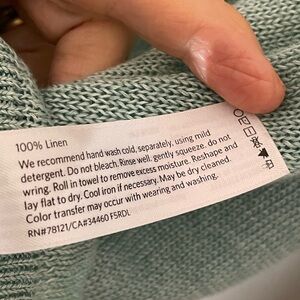 100% Linen
We recommend hand wash cold, separately, using mild
detergent. Do not bleach. Rinse well, gently squeeze, do not
wring. Roll in towel to remove excess moisture. Reshape and
lay flat to dry. Cool iron if necessary. May be dry cleaned.
Color transfer may occur with wearing and washing.
RN#78121/CA#34460 F5RDL